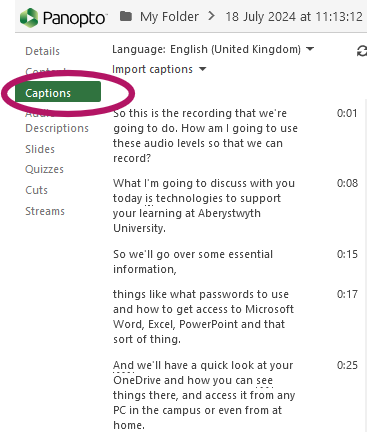 Panopto My Folder > 18 July 2024 at 11:13:12
Details
Language: English (United Kingdom)
Import captions
Captions
Descriptions
Slides
Quizzes
Cuts
Streams
So this is the recording that we're 0:01
going to do. How am I going to use
these audio levels so that we can
record?
What I'm going to discuss with you 0:08
today is technologies to support
your learning at Aberystwyth
University.
So we'll go over some essential 0:15
information,
things like what passwords to use 0:17
and how to get access to Microsoft
Word, Excel, PowerPoint and that
sort of thing.
And we'll have a quick look at your 0:25
OneDrive and how you can see
things there, and access it from any
PC in the campus or even from at
home.